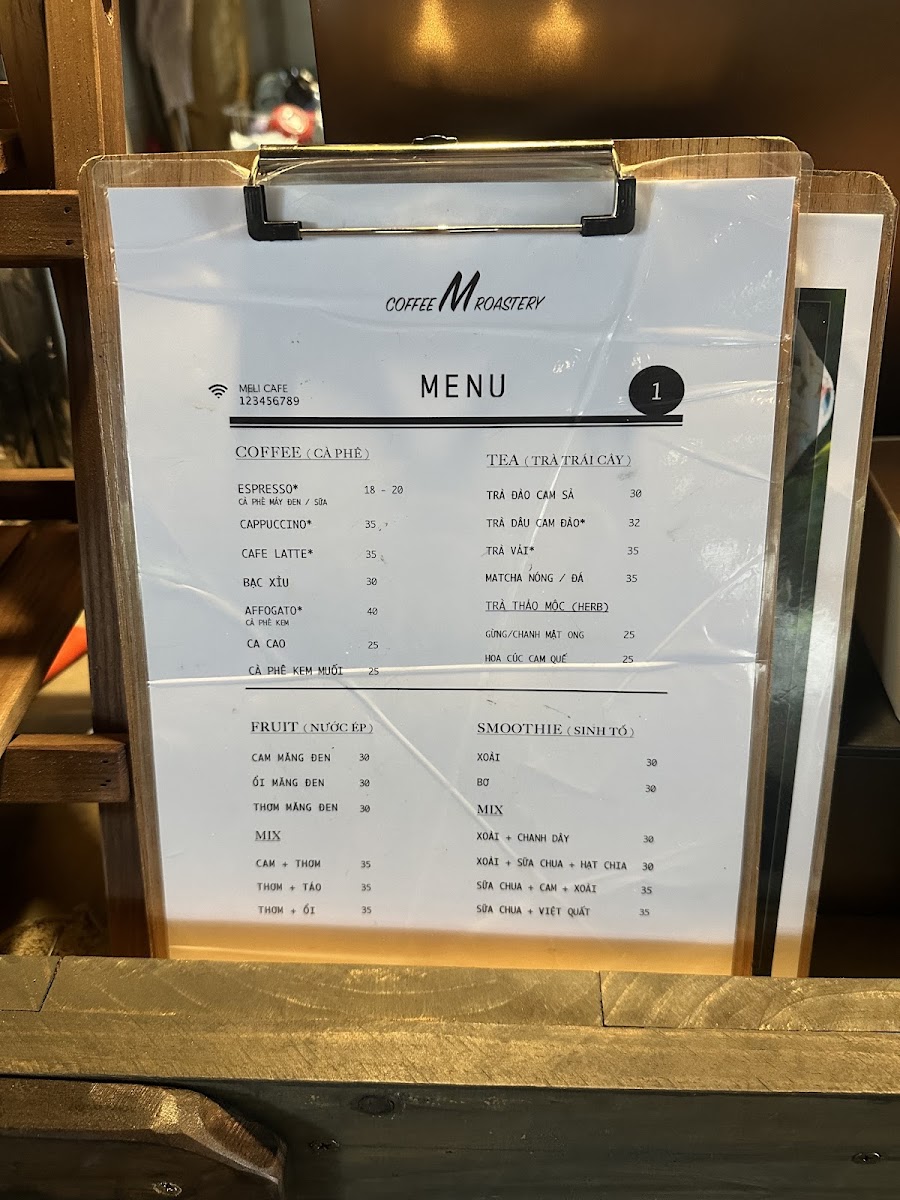 COFFEE M ROASTERY
MELI CAFE
123456789
MENU
1
COFFEE ( CÀ PHÊ )
ESPRESSO* 18 - 20
CÀ PHÊ MÁY ĐEN / SỮA
CAPPUCCINO* 35
CAFE LATTE* 35
BẠC XỈU 30
AFFOGATO* 40
CÀ PHÊ KEM
CA CAO 25
CÀ PHÊ KEM MUỐI 25
TEA ( TRÀ TRÁI CÂY )
TRÀ ĐÀO CAM SẢ 30
TRÀ DÂU CAM ĐÀO* 32
TRÀ VẢI* 35
MATCHA NÓNG / ĐÁ 35
TRÀ THẢO MỘC (HERB)
GỪNG/CHANH MẬT ONG 25
HOA CÚC CAM QUẾ 25
FRUIT ( NƯỚC ÉP )
CAM MĂNG ĐEN 30
ỔI MĂNG ĐEN 30
THƠM MĂNG ĐEN 30
MIX
CAM + THƠM 35
THƠM + TÁO 35
THƠM + ỔI 35
SMOOTHIE ( SINH TỐ )
XOÀI 30
BƠ 30
MIX
XOÀI + CHANH DÂY 30
XOÀI + SỮA CHUA + HẠT CHIA 30
SỮA CHUA + CAM + XOÀI 35
SỮA CHUA + VIỆT QUẤT 35